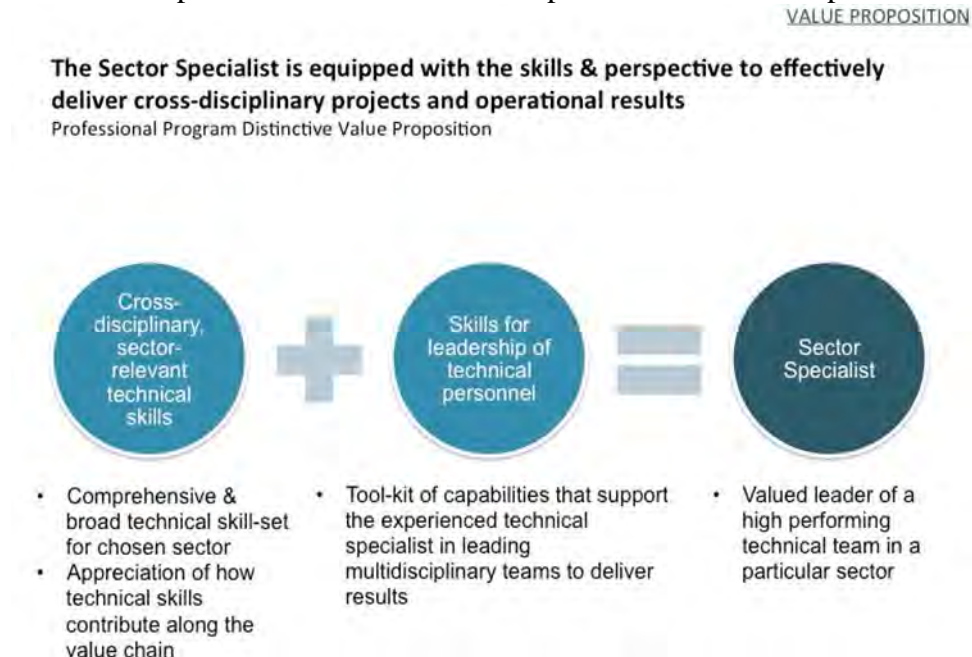 VALUE PROPOSITION
The Sector Specialist is equipped with the skills & perspective to effectively
deliver cross-disciplinary projects and operational results
Professional Program Distinctive Value Proposition
Cross-
disciplinary,
sector-
relevant
technical
skills
Skills for
leadership of
technical
personnel
Sector
Specialist
• Comprehensive &
broad technical skill-set
for chosen sector
• Appreciation of how
technical skills
contribute along the
value chain
• Tool-kit of capabilities that support
the experienced technical
specialist in leading
multidisciplinary teams to deliver
results
• Valued leader of a
high performing
technical team in a
particular sector